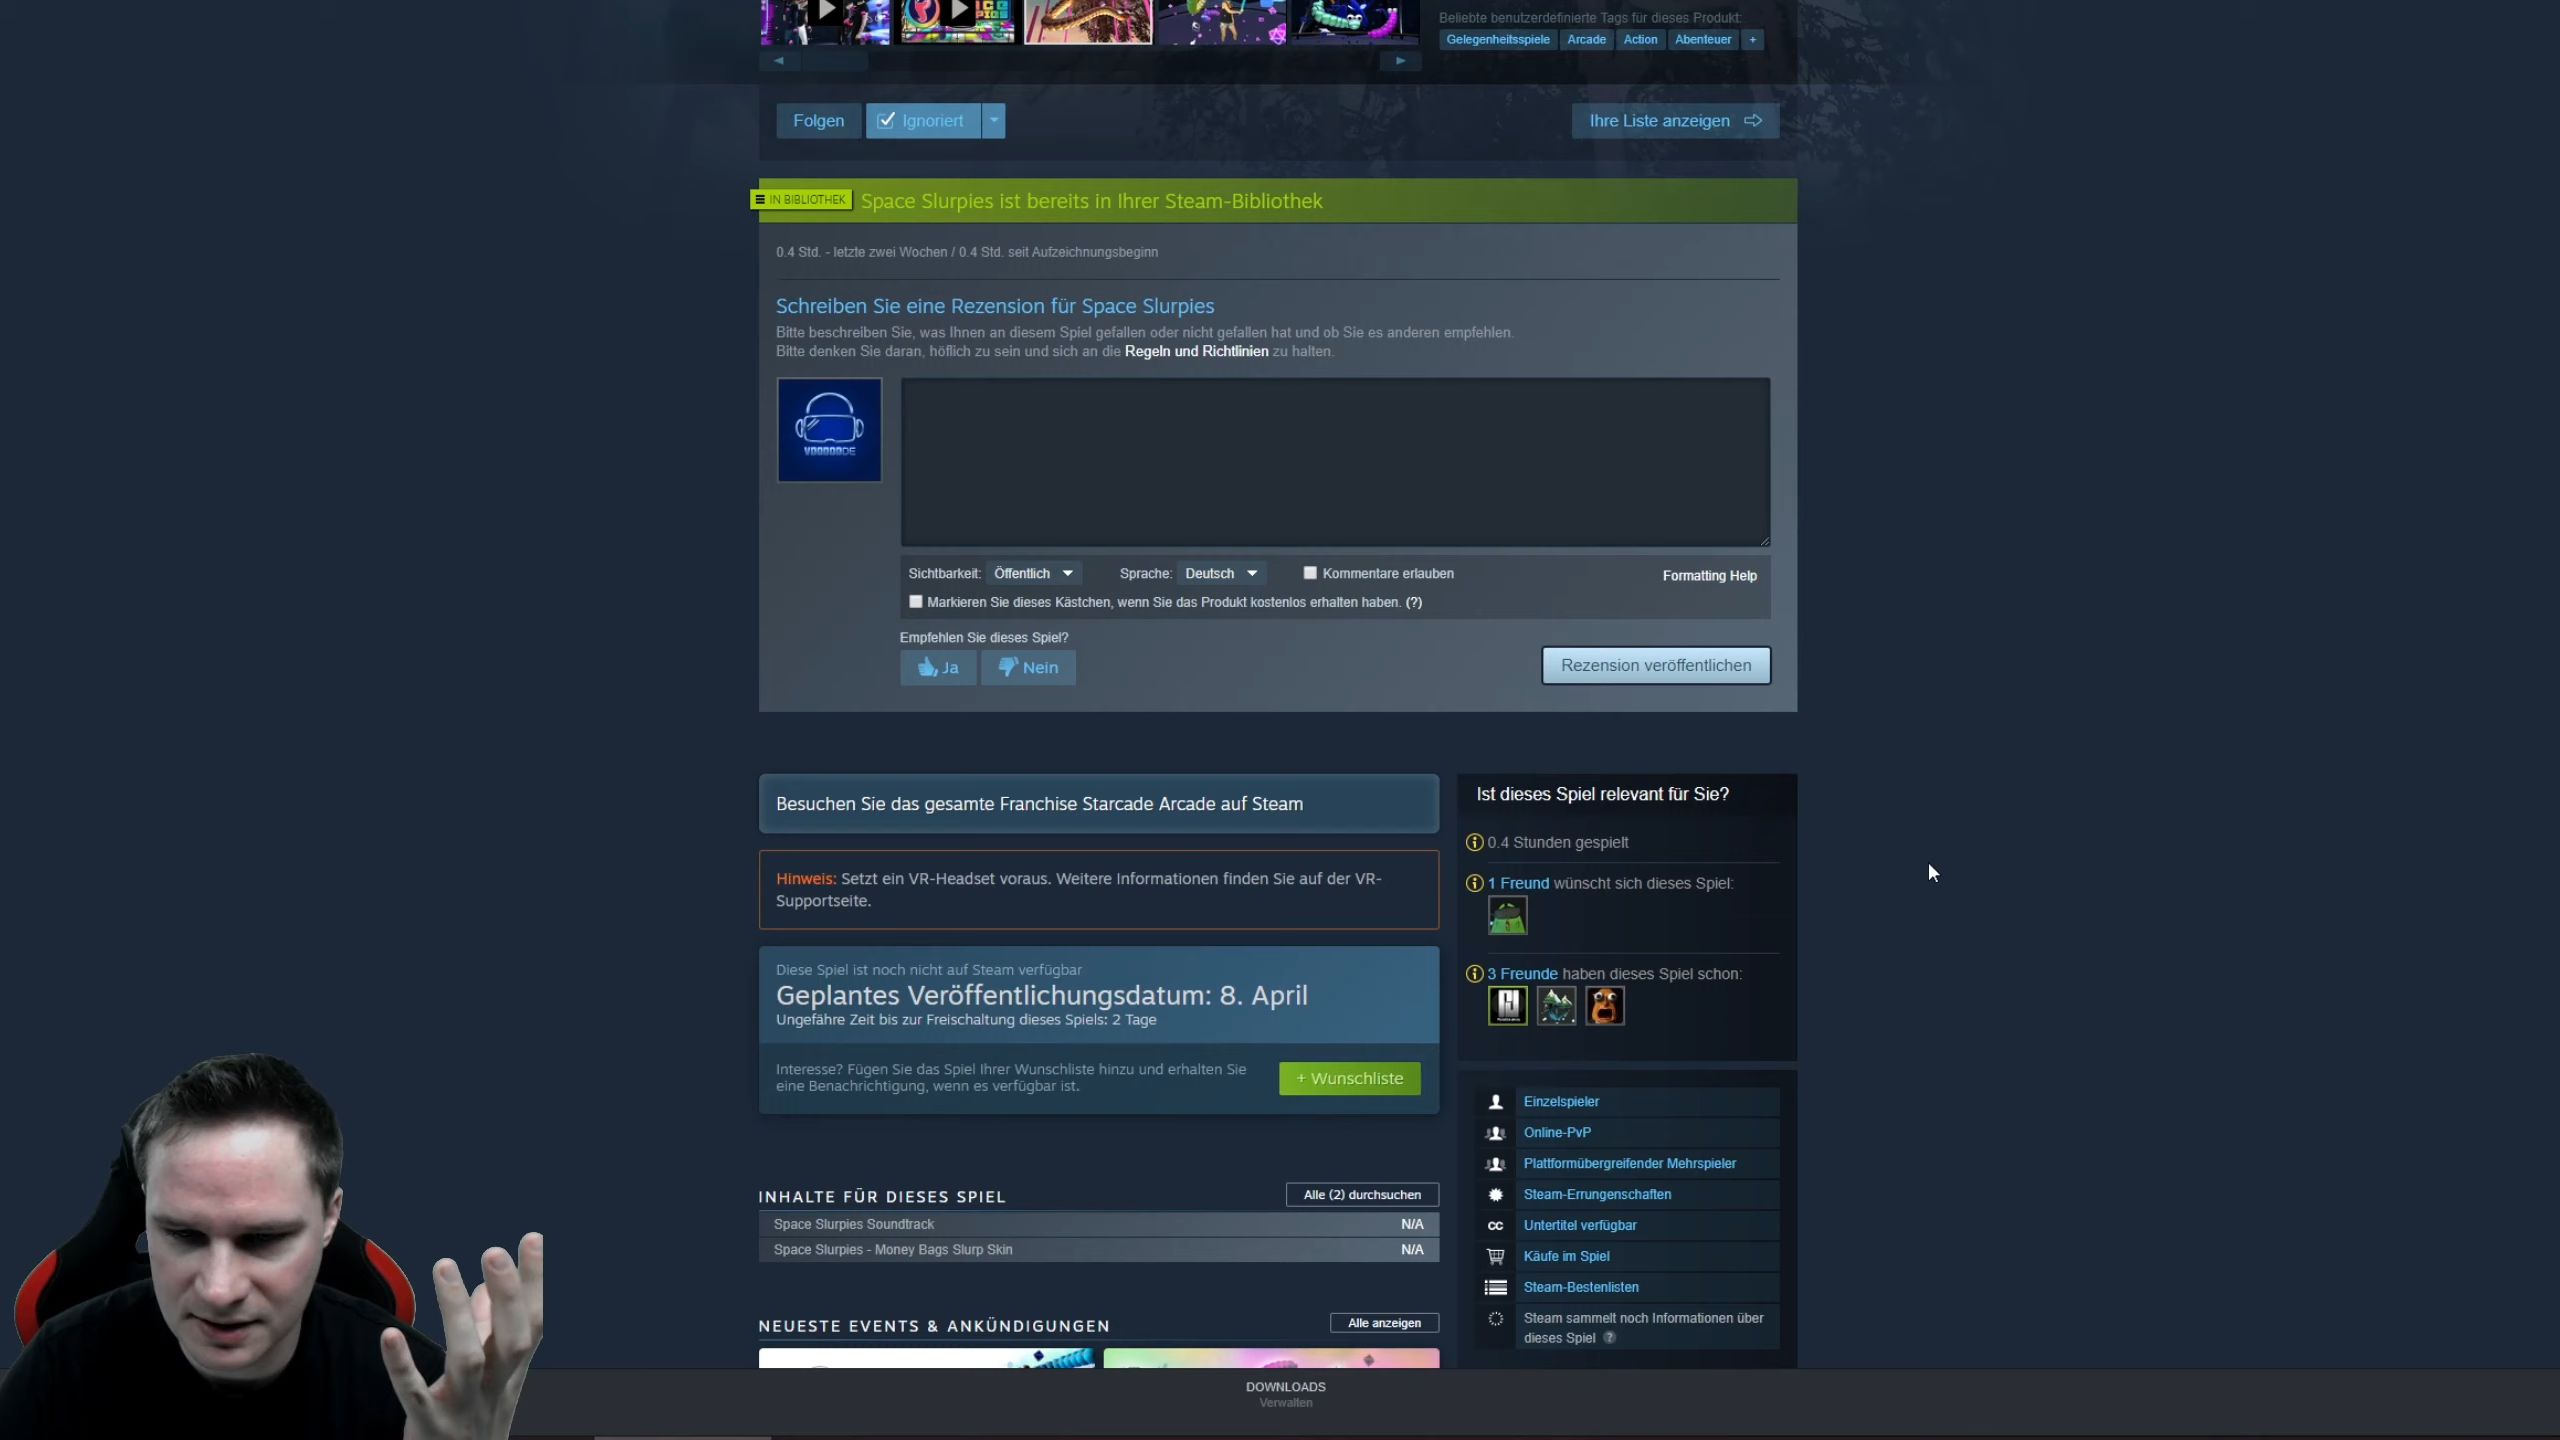 Beliebte benutzerdefinierte Tags für dieses Produkt:
Gelegenheitsspiele Arcade Action Abenteuer +
Folgen Ignoriert Ihre Liste anzeigen
IN BIBLIOTHEK Space Slurpies ist bereits in Ihrer Steam-Bibliothek
0.4 Std. - letzte zwei Wochen / 0.4 Std. seit Aufzeichnungsbeginn
Schreiben Sie eine Rezension für Space Slurpies
Bitte beschreiben Sie, was Ihnen an diesem Spiel gefallen oder nicht gefallen hat und ob Sie es anderen empfehlen.
Bitte denken Sie daran, höflich zu sein und sich an die Regeln und Richtlinien zu halten.
Sichtbarkeit: Öffentlich Sprache: Deutsch Kommentare erlauben Formatting Help
Markieren Sie dieses Kästchen, wenn Sie das Produkt kostenlos erhalten haben. (?)
Empfehlen Sie dieses Spiel?
Ja Nein Rezension veröffentlichen
Besuchen Sie das gesamte Franchise Starcade Arcade auf Steam
Hinweis: Setzt ein VR-Headset voraus. Weitere Informationen finden Sie auf der VR-
Supportseite.
Diese Spiel ist noch nicht auf Steam verfügbar
Geplantes Veröffentlichungsdatum: 8. April
Ungefähre Zeit bis zur Freischaltung dieses Spiels: 2 Tage
Interesse? Fügen Sie das Spiel Ihrer Wunschliste hinzu und erhalten Sie
eine Benachrichtigung, wenn es verfügbar ist.
+ Wunschliste
INHALTE FÜR DIESES SPIEL Alle (2) durchsuchen
Space Slurpies Soundtrack N/A
Space Slurpies - Money Bags Slurp Skin N/A
NEUESTE EVENTS & ANKÜNDIGUNGEN Alle anzeigen
Ist dieses Spiel relevant für Sie?
0.4 Stunden gespielt
1 Freund wünscht sich dieses Spiel:
3 Freunde haben dieses Spiel schon:
Einzelspieler
Online-PvP
Plattformübergreifender Mehrspieler
Steam-Errungenschaften
CC Untertitel verfügbar
Käufe im Spiel
Steam-Bestenlisten
Steam sammelt noch Informationen über
dieses Spiel ?
DOWNLOADS
Verwalten